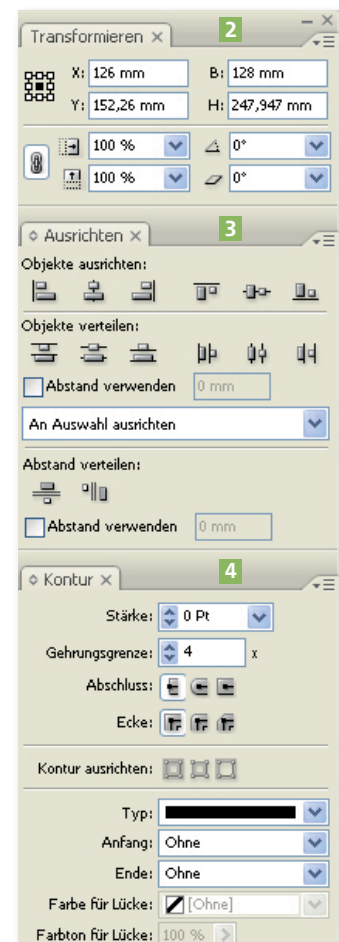 Transformieren 2
X: 126 mm B: 128 mm
Y: 152,26 mm H: 247,947 mm
100 % 0°
100 % 0°
Ausrichten 3
Objekte ausrichten:
Objekte verteilen:
Abstand verwenden 0 mm
An Auswahl ausrichten
Abstand verteilen:
Abstand verwenden 0 mm
Kontur 4
Stärke: 0 Pt
Gehrungsgrenze: 4 x
Abschluss:
Ecke:
Kontur ausrichten:
Typ:
Anfang: Ohne
Ende: Ohne
Farbe für Lücke: [Ohne]
Farbton für Lücke: 100 %